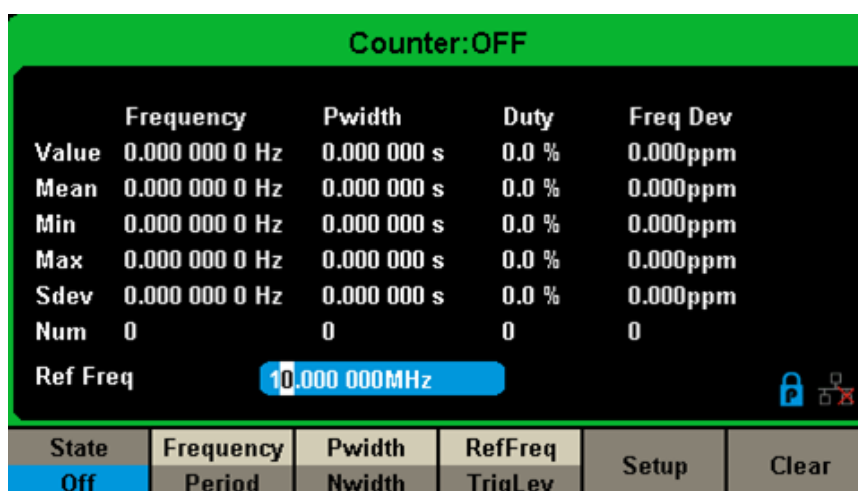 Counter:OFF
Frequency Pwidth Duty Freq Dev
Value 0.000 000 0 Hz 0.000 000 s 0.0 % 0.000ppm
Mean 0.000 000 0 Hz 0.000 000 s 0.0 % 0.000ppm
Min 0.000 000 0 Hz 0.000 000 s 0.0 % 0.000ppm
Max 0.000 000 0 Hz 0.000 000 s 0.0 % 0.000ppm
Sdev 0.000 000 0 Hz 0.000 000 s 0.0 % 0.000ppm
Num 0 0 0 0
Ref Freq 10.000 000MHz
P
State Frequency Pwidth RefFreq Setup Clear
Off Period Nwidth TrigLev